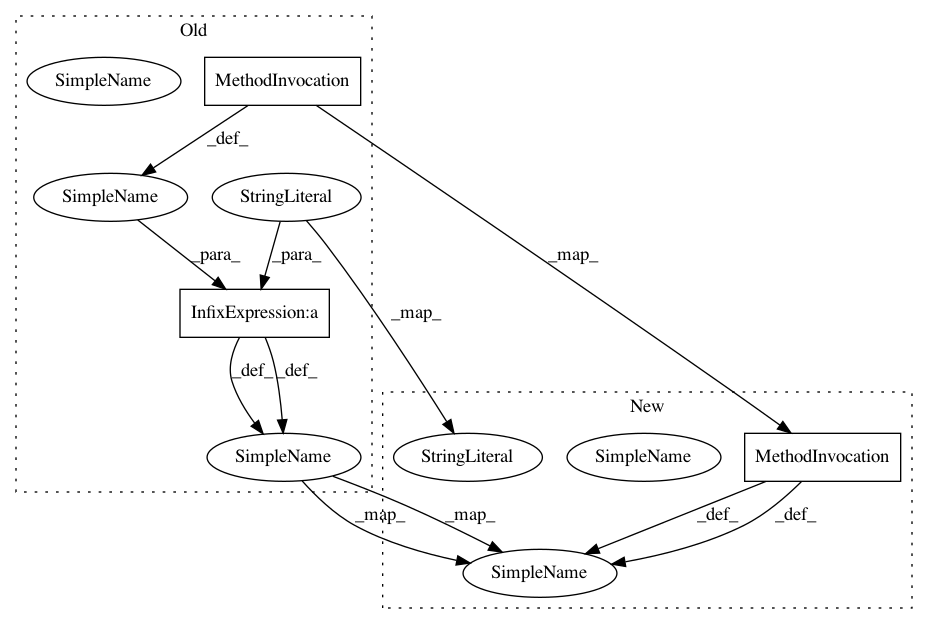 Old
SimpleName
MethodInvocation
_def_
SimpleName
StringLiteral
_para_
_para_
_map_
InfixExpression:a
_map_
_def_
_def_
New
SimpleName
StringLiteral
SimpleName
MethodInvocation
_map_
_map_
_def_
_def_
SimpleName